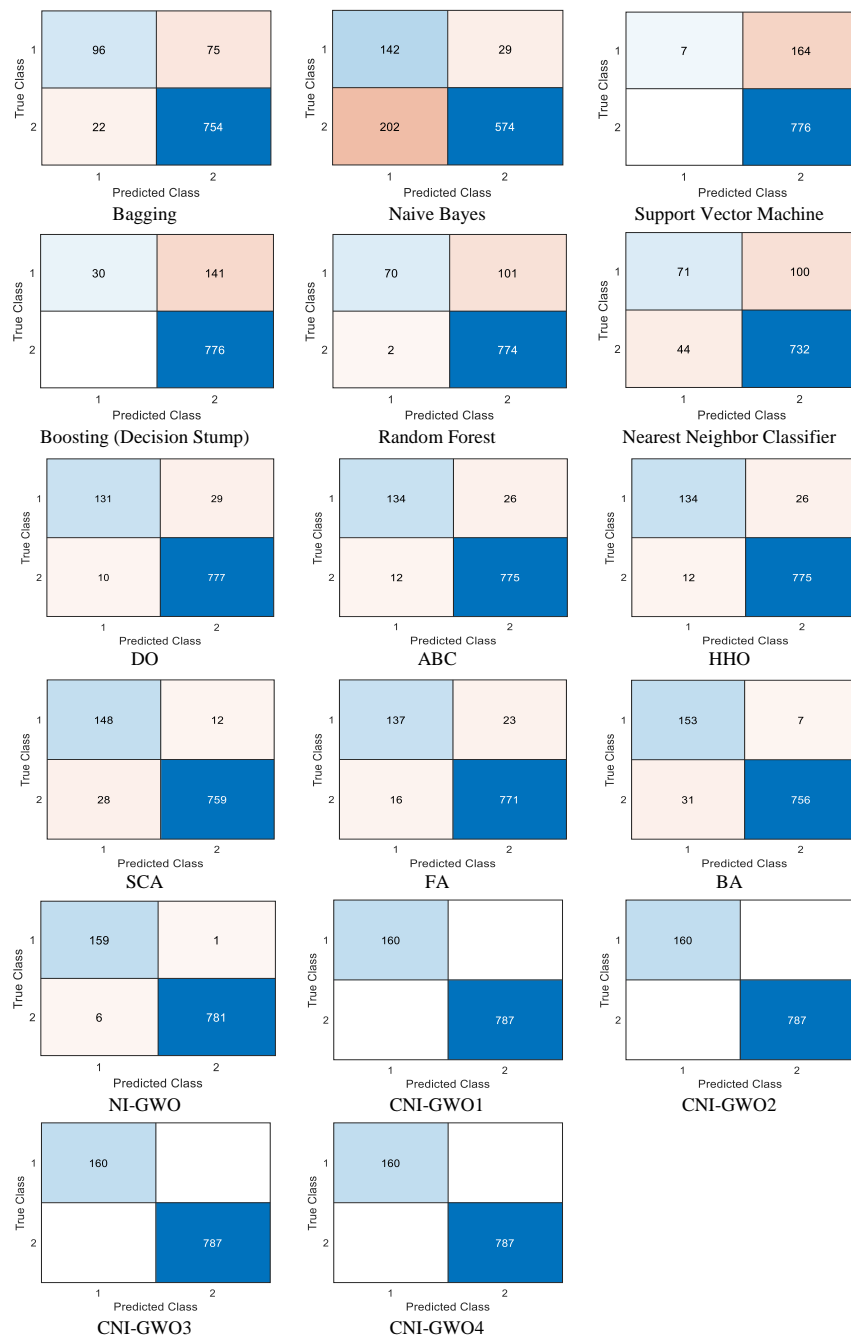 True Class
1 96 75
2 22 754
1 2
Predicted Class
Bagging
True Class
1 142 29
2 202 574
1 2
Predicted Class
Naive Bayes
True Class
1 7 164
2 776
1 2
Predicted Class
Support Vector Machine
True Class
1 30 141
2 776
1 2
Predicted Class
Boosting (Decision Stump)
True Class
1 70 101
2 2 774
1 2
Predicted Class
Random Forest
True Class
1 71 100
2 44 732
1 2
Predicted Class
Nearest Neighbor Classifier
True Class
1 131 29
2 10 777
1 2
Predicted Class
DO
True Class
1 134 26
2 12 775
1 2
Predicted Class
ABC
True Class
1 134 26
2 12 775
1 2
Predicted Class
HHO
True Class
1 148 12
2 28 759
1 2
Predicted Class
SCA
True Class
1 137 23
2 16 771
1 2
Predicted Class
FA
True Class
1 153 7
2 31 756
1 2
Predicted Class
BA
True Class
1 159 1
2 6 781
1 2
Predicted Class
NI-GWO
True Class
1 160
2 787
1 2
Predicted Class
CNI-GWO1
True Class
1 160
2 787
1 2
Predicted Class
CNI-GWO2
True Class
1 160
2 787
1 2
Predicted Class
CNI-GWO3
True Class
1 160
2 787
1 2
Predicted Class
CNI-GWO4